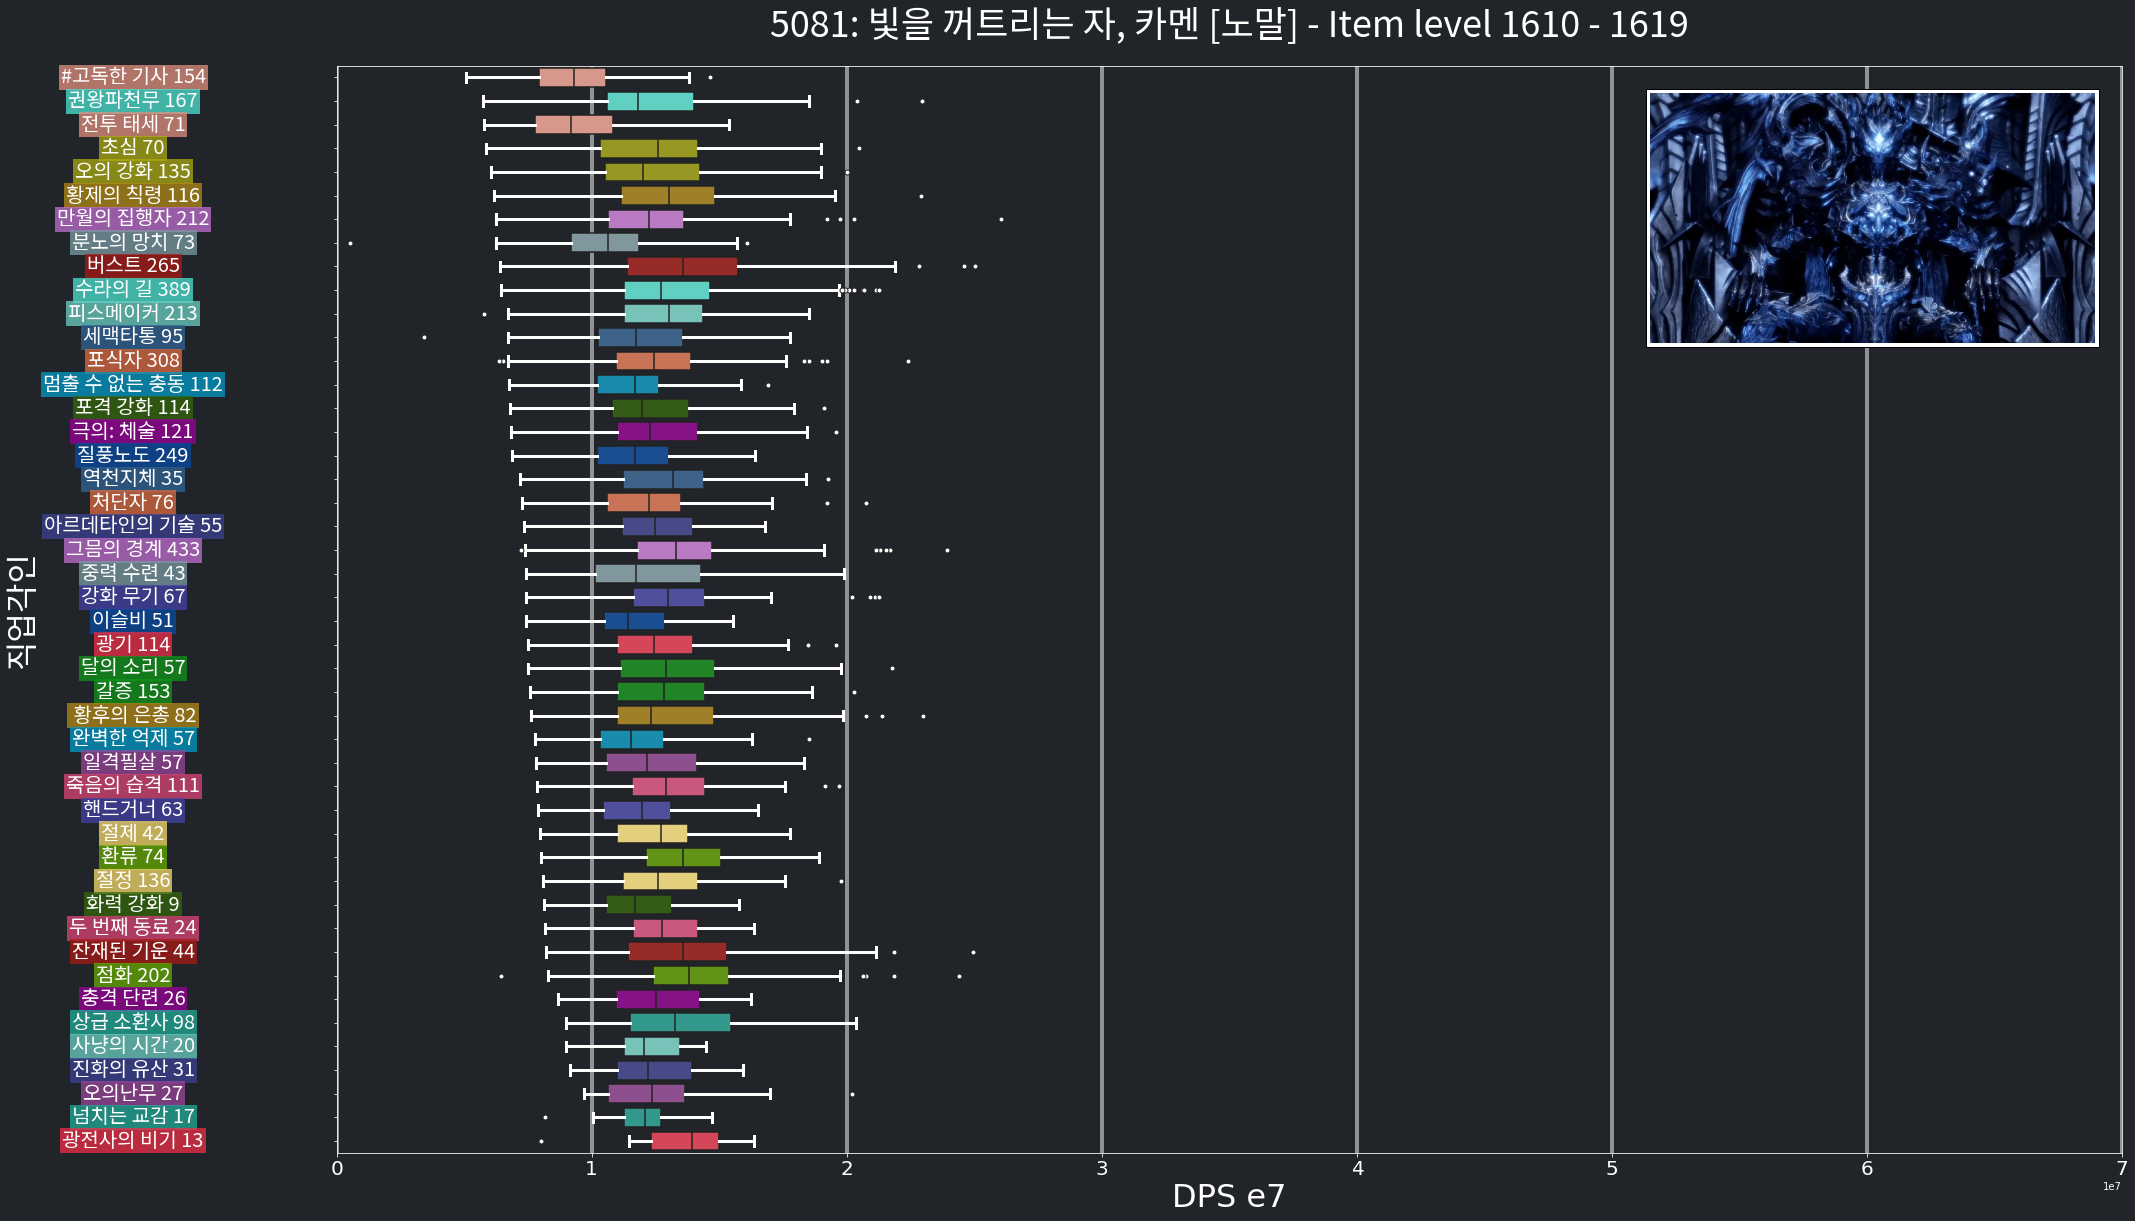 5081: 빛을 꺼트리는 자, 카멘 [노말] - Item level 1610 - 1619
#고독한 기사 154
권왕파천무 167
전투 태세 71
초심 70
오의 강화 135
황제의 칙령 116
만월의 집행자 212
분노의 망치 73
버스트 265
수라의 길 389
피스메이커 213
세맥타통 95
포식자 308
멈출 수 없는 충동 112
포격 강화 114
극의: 체술 121
질풍노도 249
역천지체 35
처단자 76
아르데타인의 기술 55
그믐의 경계 433
중력 수련 43
강화 무기 67
이슬비 51
광기 114
달의 소리 57
갈증 153
황후의 은총 82
완벽한 억제 57
일격필살 57
죽음의 습격 111
핸드거너 63
절제 42
환류 74
절정 136
화력 강화 9
두 번째 동료 24
잔재된 기운 44
점화 202
충격 단련 26
상급 소환사 98
사냥의 시간 20
진화의 유산 31
오의난무 27
넘치는 교감 17
광전사의 비기 13
직업각인
0 1 2 3 4 5 6 7
1e7
DPS e7